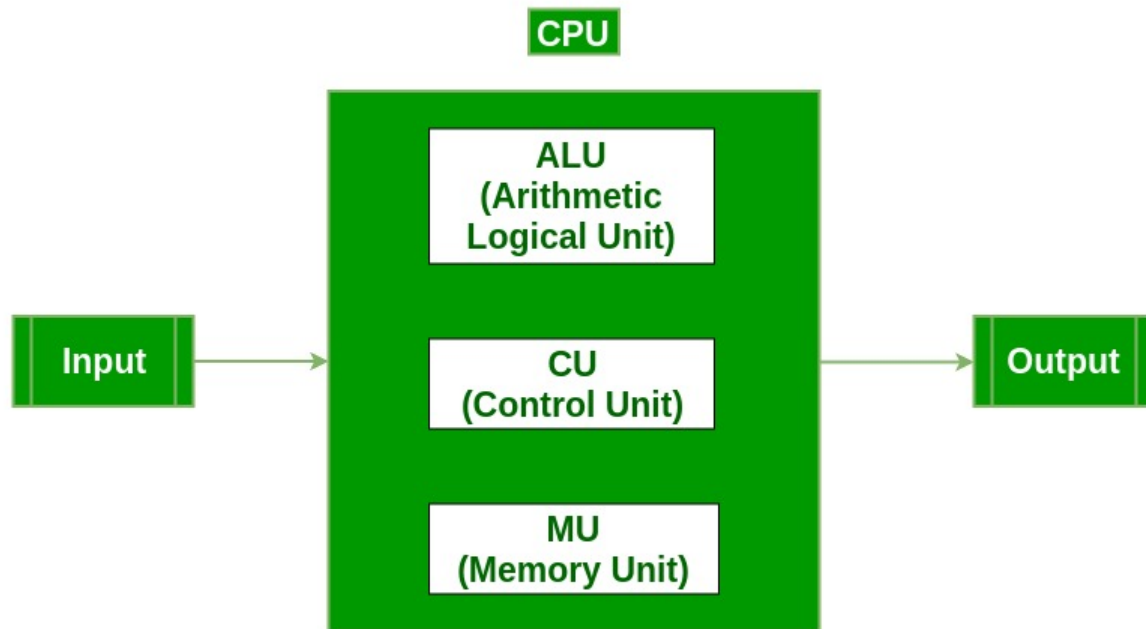 CPU
ALU
(Arithmetic
Logical Unit)
Input
CU
(Control Unit)
Output
MU
(Memory Unit)